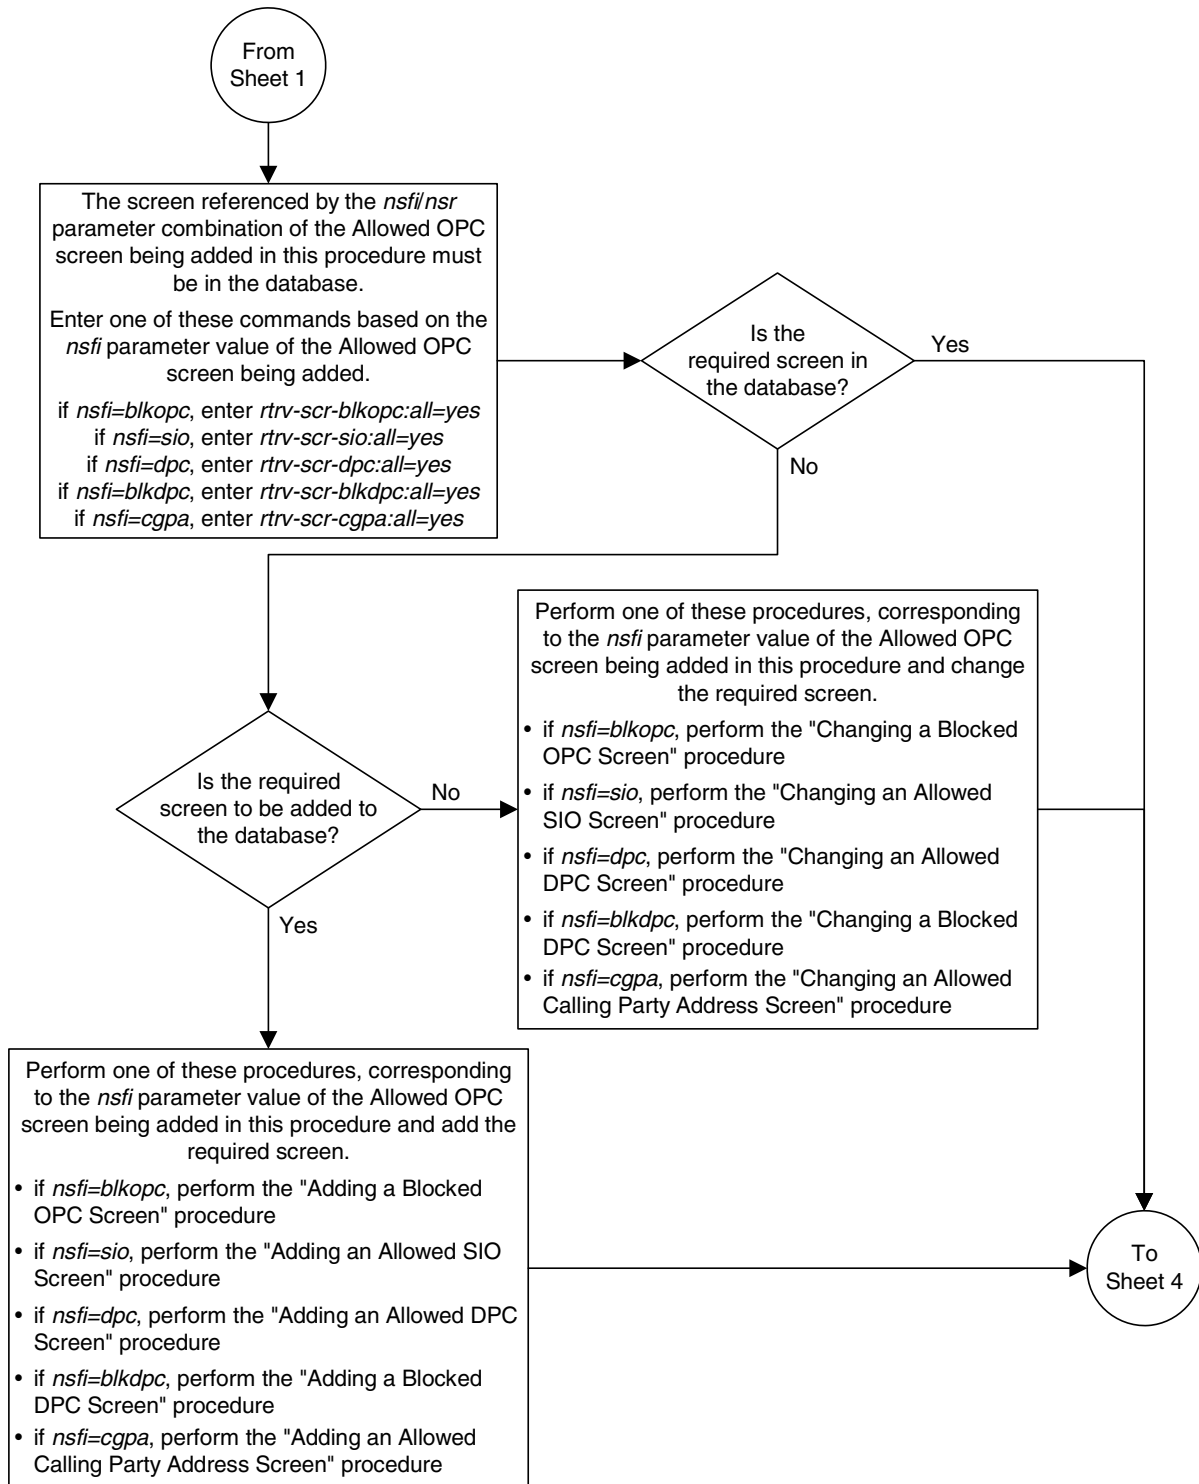 From
Sheet 1
The screen referenced by the nsfi/nsr
parameter combination of the Allowed OPC
screen being added in this procedure must
be in the database.
Enter one of these commands based on the
nsfi parameter value of the Allowed OPC
screen being added.
if nsfi=blkopc, enter rtrv-scr-blkopc:all=yes
if nsfi=sio, enter rtrv-scr-sio:all=yes
if nsfi=dpc, enter rtrv-scr-dpc:all=yes
if nsfi=blkdpc, enter rtrv-scr-blkdpc:all=yes
if nsfi=cgpa, enter rtrv-scr-cgpa:all=yes
Is the
required screen in
the database?
Yes
No
Perform one of these procedures, corresponding
to the nsfi parameter value of the Allowed OPC
screen being added in this procedure and change
the required screen.
• if nsfi=blkopc, perform the "Changing a Blocked
OPC Screen" procedure
• if nsfi=sio, perform the "Changing an Allowed
SIO Screen" procedure
• if nsfi=dpc, perform the "Changing an Allowed
DPC Screen" procedure
• if nsfi=blkdpc, perform the "Changing a Blocked
DPC Screen" procedure
• if nsfi=cgpa, perform the "Changing an Allowed
Calling Party Address Screen" procedure
Is the required
screen to be added to
the database?
No
Yes
Perform one of these procedures, corresponding
to the nsfi parameter value of the Allowed OPC
screen being added in this procedure and add the
required screen.
• if nsfi=blkopc, perform the "Adding a Blocked
OPC Screen" procedure
• if nsfi=sio, perform the "Adding an Allowed SIO
Screen" procedure
• if nsfi=dpc, perform the "Adding an Allowed DPC
Screen" procedure
• if nsfi=blkdpc, perform the "Adding a Blocked
DPC Screen" procedure
• if nsfi=cgpa, perform the "Adding an Allowed
Calling Party Address Screen" procedure
To
Sheet 4